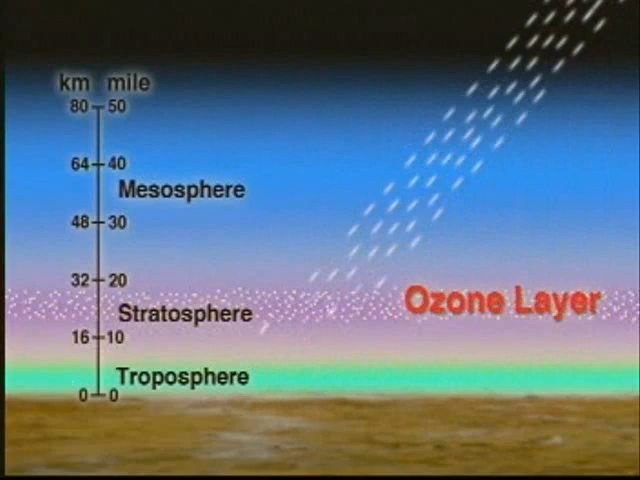 km mile
80 50
64 40
Mesosphere
48 30
32 20
Ozone Layer
Stratosphere
16 10
Troposphere
0 0